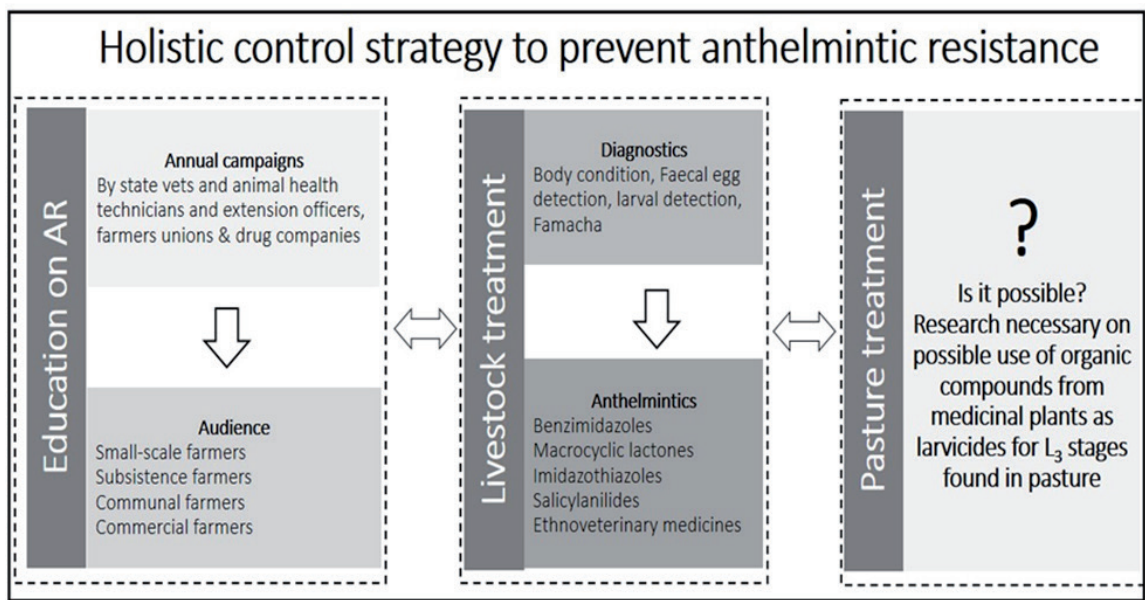 Holistic control strategy to prevent anthelmintic resistance
Education on AR
Annual campaigns
By state vets and animal health
technicians and extension officers,
farmers unions & drug companies
Audience
Small-scale farmers
Subsistence farmers
Communal farmers
Commercial farmers
Livestock treatment
Diagnostics
Body condition, Faecal egg
detection, larval detection,
Famacha
Anthelmintics
Benzimidazoles
Macrocyclic lactones
Imidazothiazoles
Salicylanilides
Ethnoveterinary medicines
Pasture treatment
?
Is it possible?
Research necessary on
possible use of organic
compounds from
medicinal plants as
larvicides for L₃ stages
found in pasture